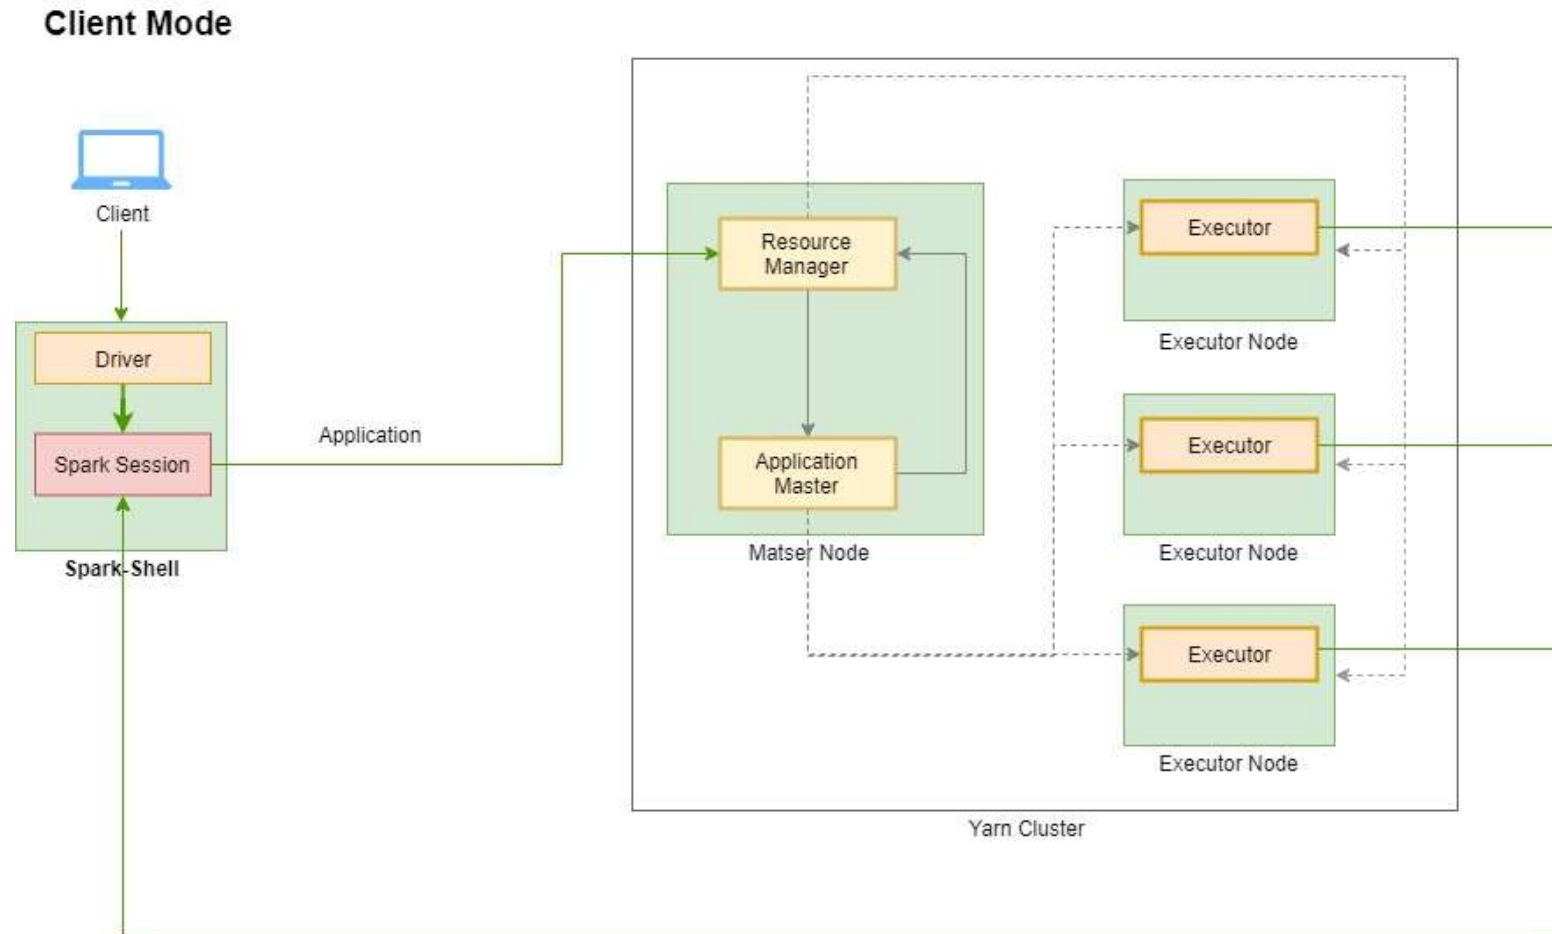 Client Mode
Client
Driver
Spark Session
Spark-Shell
Application
Resource
Manager
Application
Master
Matser Node
Executor
Executor Node
Executor
Executor Node
Executor
Executor Node
Yarn Cluster